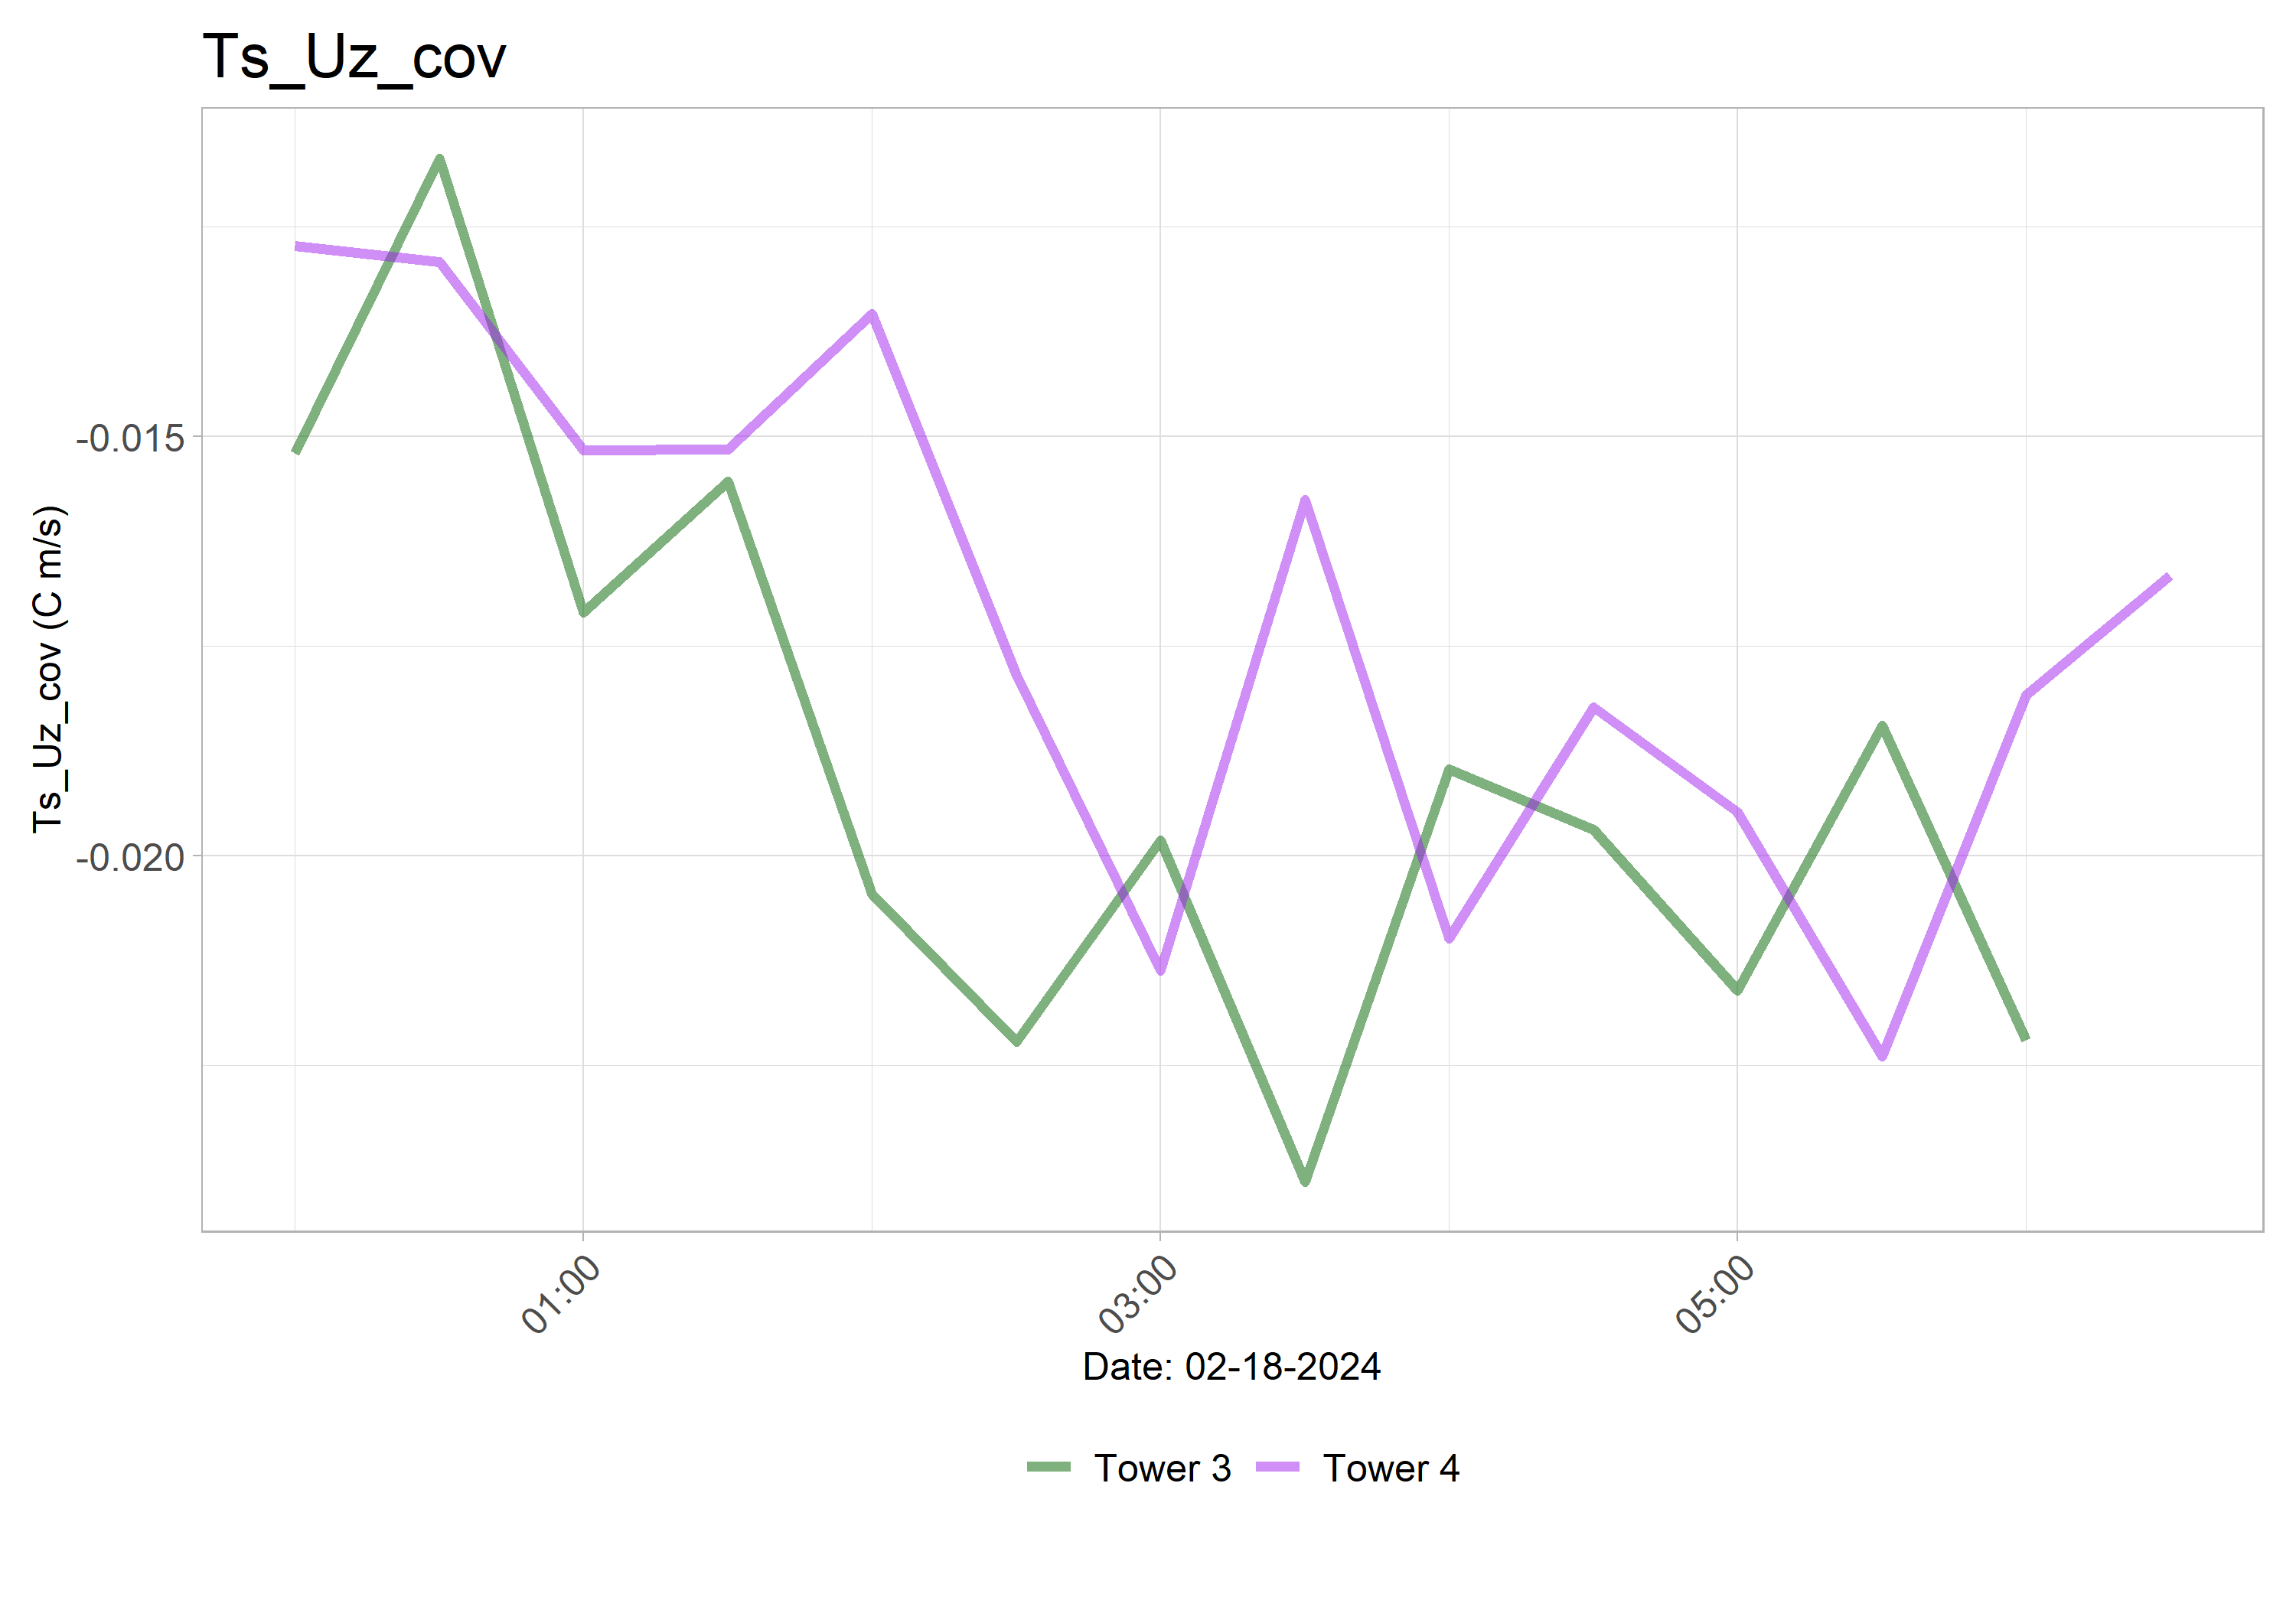 Ts_Uz_cov
Ts_Uz_cov (C m/s)
-0.015
-0.020
01:00
03:00
05:00
Date: 02-18-2024
Tower 3
Tower 4